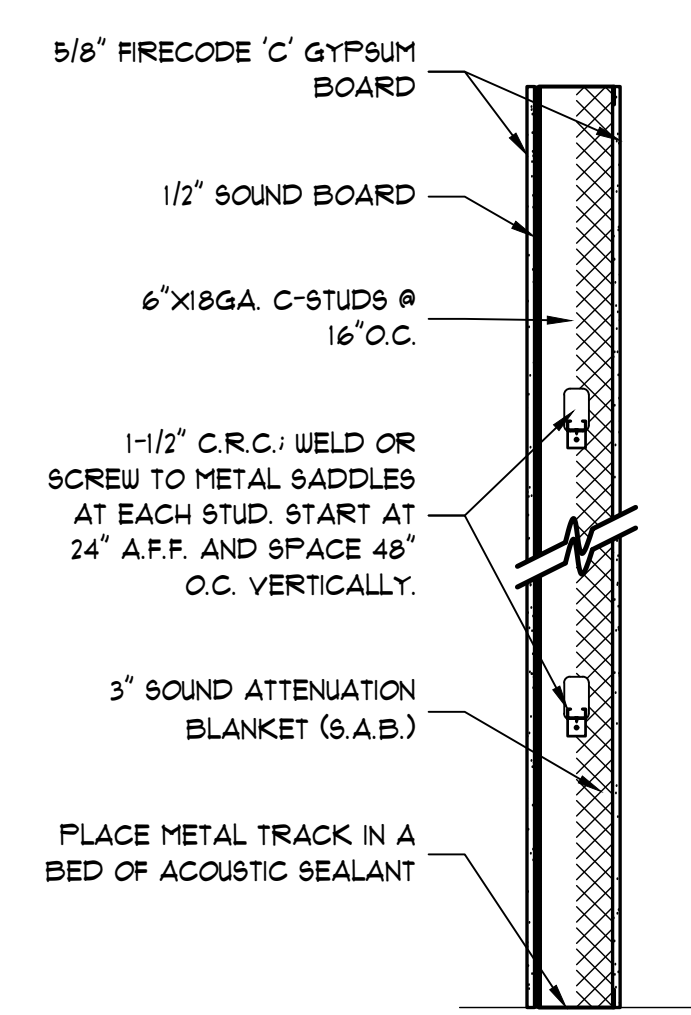 5/8" FIRECODE 'C' GYPSUM
BOARD
1/2" SOUND BOARD
6"X18GA. C-STUDS @
16"O.C.
1-1/2" C.R.C.; WELD OR
SCREW TO METAL SADDLES
AT EACH STUD. START AT
24" A.F.F. AND SPACE 48"
O.C. VERTICALLY.
3" SOUND ATTENUATION
BLANKET (S.A.B.)
PLACE METAL TRACK IN A
BED OF ACOUSTIC SEALANT